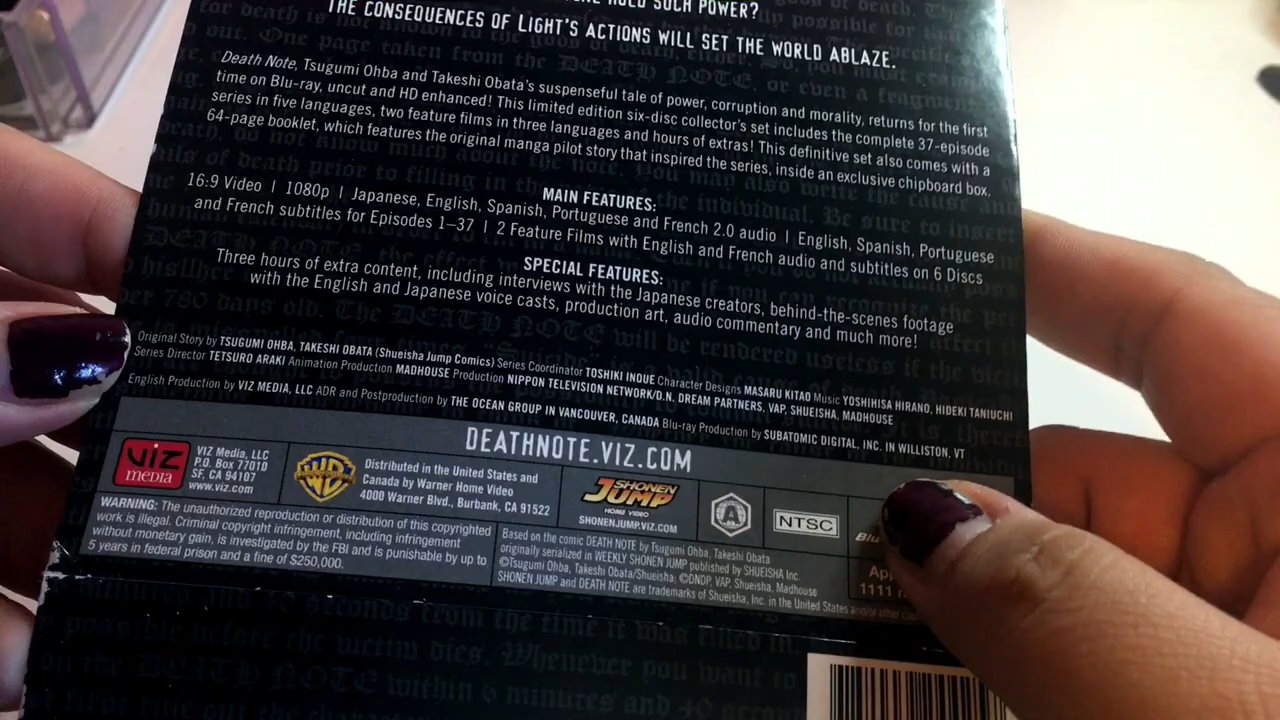 SUCH POWER?
THE CONSEQUENCES OF LIGHT'S ACTIONS WILL SET THE WORLD ABLAZE.
Death Note, Tsugumi Ohba and Takeshi Obata's suspenseful tale of power, corruption and morality, returns for the first
time on Blu-ray, uncut and HD enhanced! This limited edition six-disc collector's set includes the complete 37-episode
series in five languages, two feature films in three languages and hours of extras! This definitive set also comes with a
64-page booklet, which features the original manga pilot story that inspired the series, inside an exclusive chipboard box.
MAIN FEATURES:
16:9 Video | 1080p | Japanese, English, Spanish, Portuguese and French 2.0 audio | English, Spanish, Portuguese
and French subtitles for Episodes 1–37 | 2 Feature Films with English and French audio and subtitles on 6 Discs
SPECIAL FEATURES:
Three hours of extra content, including interviews with the Japanese creators, behind-the-scenes footage
with the English and Japanese voice casts, production art, audio commentary and much more!
Original Story by TSUGUMI OHBA, TAKESHI OBATA (Shueisha Jump Comics) Series Coordinator TOSHIKI INOUE Character Designs MASARU KITAO Music YOSHIHISA HIRANO, HIDEKI TANIUCHI
Series Director TETSURO ARAKI Animation Production MADHOUSE Production NIPPON TELEVISION NETWORK/D.N. DREAM PARTNERS, VAP, SHUEISHA, MADHOUSE
English Production by VIZ MEDIA, LLC ADR and Postproduction by THE OCEAN GROUP IN VANCOUVER, CANADA Blu-ray Production by SUBATOMIC DIGITAL, INC. IN WILLISTON, VT
DEATHNOTE.VIZ.COM
VIZ
media
VIZ Media, LLC
P.O. Box 77010
SF, CA 94107
www.viz.com
WB
Distributed in the United States and
Canada by Warner Home Video
4000 Warner Blvd., Burbank, CA 91522
SHONEN
JUMP
HOME VIDEO
SHONENJUMP.VIZ.COM
A
NTSC
Blu
WARNING: The unauthorized reproduction or distribution of this copyrighted
work is illegal. Criminal copyright infringement, including infringement
without monetary gain, is investigated by the FBI and is punishable by up to
5 years in federal prison and a fine of $250,000.
Based on the comic DEATH NOTE by Tsugumi Ohba, Takeshi Obata
originally serialized in WEEKLY SHONEN JUMP published by SHUEISHA Inc.
©Tsugumi Ohba, Takeshi Obata/Shueisha; ©DNDP, VAP, Shueisha, Madhouse
SHONEN JUMP and DEATH NOTE are trademarks of Shueisha, Inc. in the United States and/or other
1111